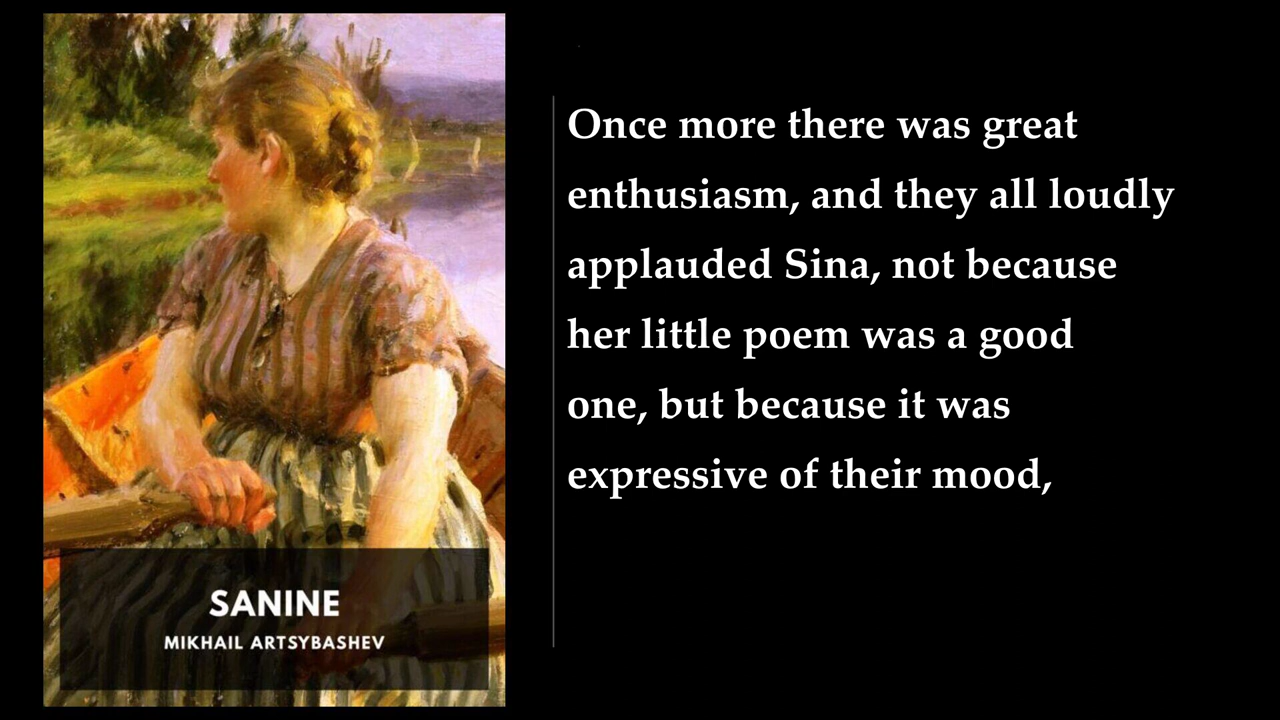 SANINE
MIKHAIL ARTSYBASHEV
Once more there was great
enthusiasm, and they all loudly
applauded Sina, not because
her little poem was a good
one, but because it was
expressive of their mood,